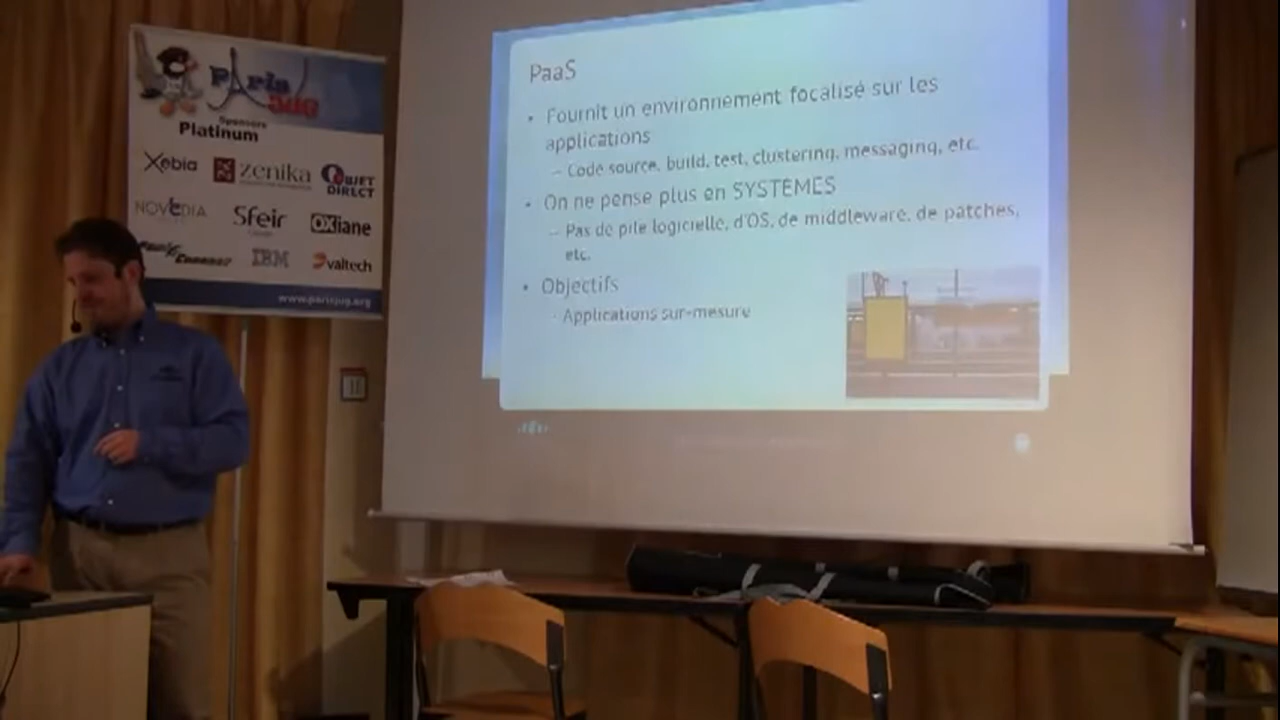 Paris
JUG
Sponsors
Platinum
Xebia
zenika
OBJET
DIRECT
NOVEDIA
Sfeir
OXiane
IBM
valtech
www.parisjug.org
PaaS
• Fournit un environnement focalisé sur les
applications
– Code source, build, test, clustering, messaging, etc.
• On ne pense plus en SYSTÈMES
– Pas de pile logicielle, d'OS, de middleware, de patches,
etc.
• Objectifs
- Applications sur-mesure